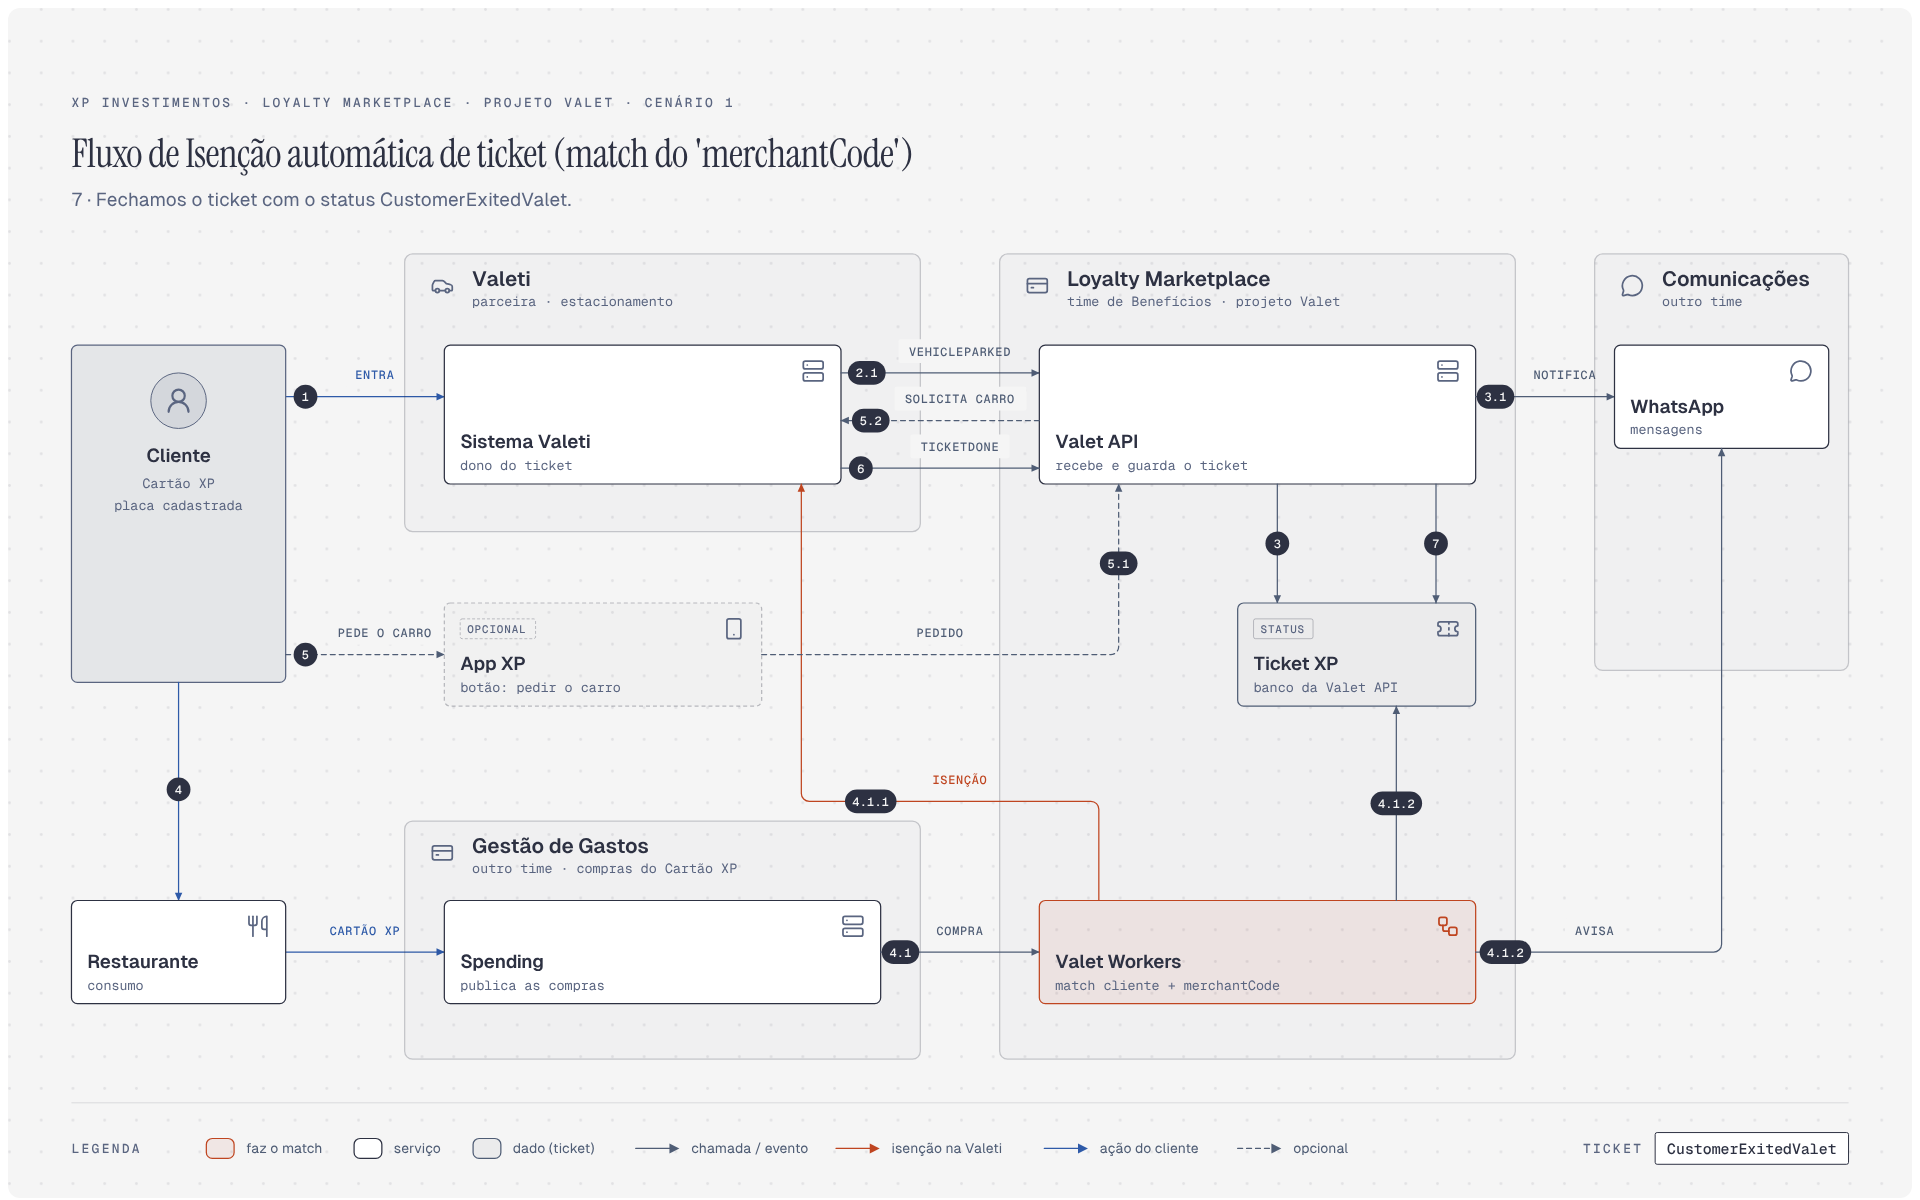 XP INVESTIMENTOS · LOYALTY MARKETPLACE · PROJETO VALET · CENÁRIO 1
Fluxo de Isenção automática de ticket (match do 'merchantCode')
7 · Fechamos o ticket com o status CustomerExitedValet.
Valeti
parceira · estacionamento
Loyalty Marketplace
time de Benefícios · projeto Valet
Comunicações
outro time
Cliente
Cartão XP
placa cadastrada
1
ENTRA
Sistema Valeti
dono do ticket
2.1
VEHICLEPARKED
5.2
SOLICITA CARRO
6
TICKETDONE
Valet API
recebe e guarda o ticket
3.1
NOTIFICA
WhatsApp
mensagens
5.1
3
7
5
PEDE O CARRO
OPCIONAL
App XP
botão: pedir o carro
PEDIDO
STATUS
Ticket XP
banco da Valet API
4
4.1.1
ISENÇÃO
4.1.2
Gestão de Gastos
outro time · compras do Cartão XP
Restaurante
consumo
CARTÃO XP
Spending
publica as compras
4.1
COMPRA
Valet Workers
match cliente + merchantCode
4.1.2
AVISA
LEGENDA
faz o match
serviço
dado (ticket)
chamada / evento
isenção na Valeti
ação do cliente
opcional
TICKET
CustomerExitedValet